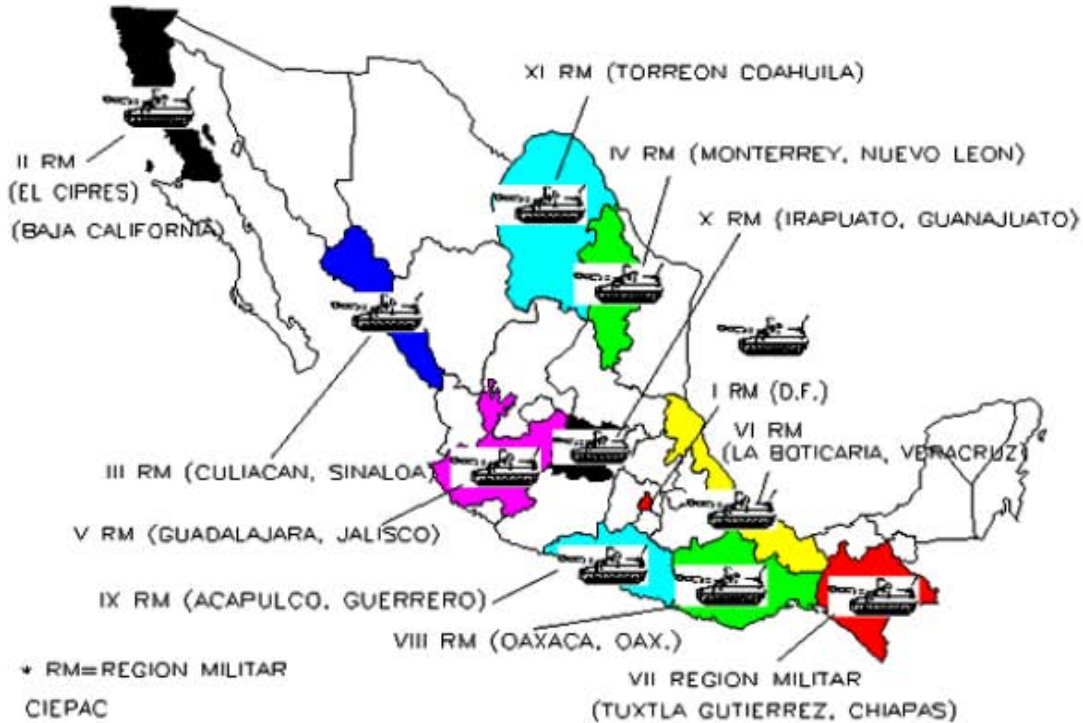 XI RM (TORREON COAHUILA)
IV RM (MONTERREY, NUEVO LEON)
II RM
(EL CIPRES)
(BAJA CALIFORNIA)
X RM (IRAPUATO, GUANAJUATO)
I RM (D.F.)
VI RM
(LA BOTICARIA, VERACRUZ)
III RM (CULIACAN, SINALOA)
V RM (GUADALAJARA, JALISCO)
IX RM (ACAPULCO, GUERRERO)
VIII RM (OAXACA, OAX.)
* RM=REGION MILITAR
CIEPAC
VII REGION MILITAR
(TUXTLA GUTIERREZ, CHIAPAS)